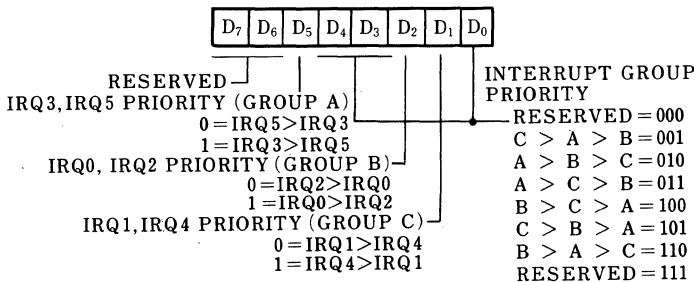 D7 D6 D5 D4 D3 D2 D1 D0
RESERVED
IRQ3,IRQ5 PRIORITY (GROUP A)
0=IRQ5>IRQ3
1=IRQ3>IRQ5
IRQ0, IRQ2 PRIORITY (GROUP B)
0=IRQ2>IRQ0
1=IRQ0>IRQ2
IRQ1,IRQ4 PRIORITY (GROUP C)
0=IRQ1>IRQ4
1=IRQ4>IRQ1
INTERRUPT GROUP
PRIORITY
RESERVED=000
C > A > B=001
A > B > C=010
A > C > B=011
B > C > A=100
C > B > A=101
B > A > C=110
RESERVED=111